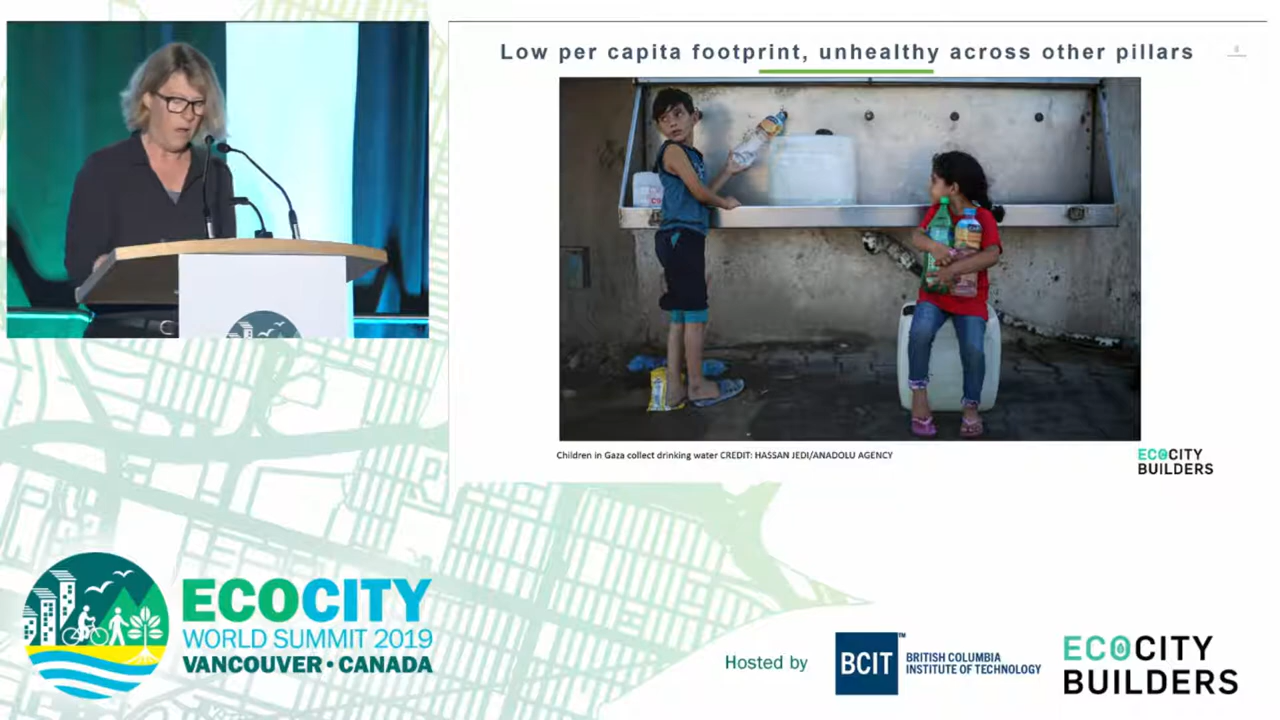 Low per capita footprint, unhealthy across other pillars
Children in Gaza collect drinking water CREDIT: HASSAN JEDI/ANADOLU AGENCY
ECOCITY
BUILDERS
ECOCITY
WORLD SUMMIT 2019
VANCOUVER • CANADA
Hosted by
BCIT
TM
BRITISH COLUMBIA
INSTITUTE OF TECHNOLOGY
ECOCITY
BUILDERS